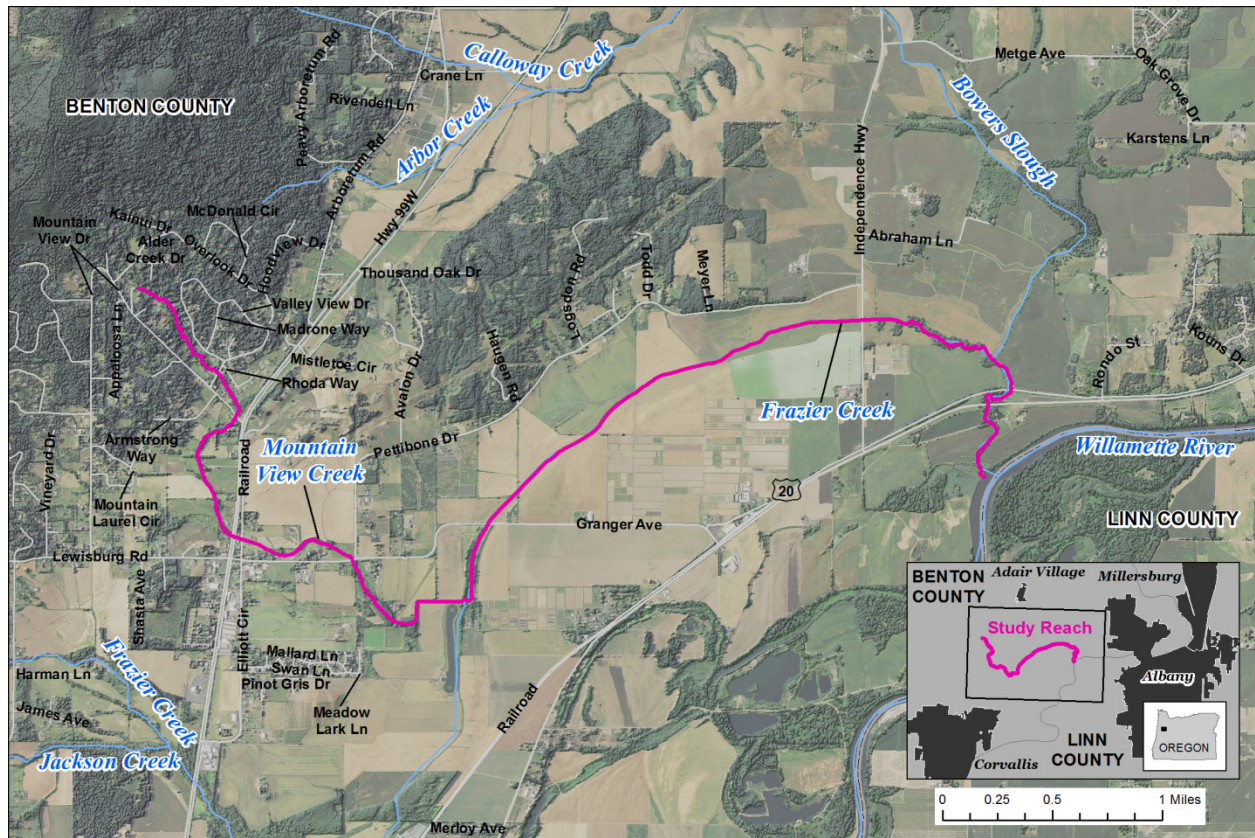 Calloway Creek
Crane Ln
Metge Ave
Oak Grove Dr
BENTON COUNTY
Rivendell Ln
Peavy Arboretum Rd
Arbor Creek
Bowers
Slough
Karstens Ln
Arboretum Rd
Hwy 99W
Independence Hwy
Mountain
View Dr
Kainui Dr
McDonald Cir
Alder
Creek Dr
Overlook Dr
Hoodview Dr
Abraham Ln
Thousand Oak Dr
Logsdon Rd
Todd Dr
Meyer Ln
Valley View Dr
Madrone Way
Appaloosa Ln
Mistletoe Cir
Rhoda Way
Avalon Dr
Haugen Rd
Rondo St
Kouns Dr
Frazier Creek
Armstrong
Way
Railroad
Mountain
View Creek
Pettibone Dr
Willamette River
Vineyard Dr
Mountain
Laurel Cir
20
LINN COUNTY
Granger Ave
Lewisburg Rd
Shasta Ave
Elliott Cir
Mallard Ln
Swan Ln
Pinot Gris Dr
Meadow
Lark Ln
Frazier
Creek
Harman Ln
James Ave
Jackson Creek
Railroad
Merloy Ave
BENTON
COUNTY
Adair Village
Millersburg
Study Reach
Albany
LINN
COUNTY
Corvallis
OREGON
0 0.25 0.5 1 Miles